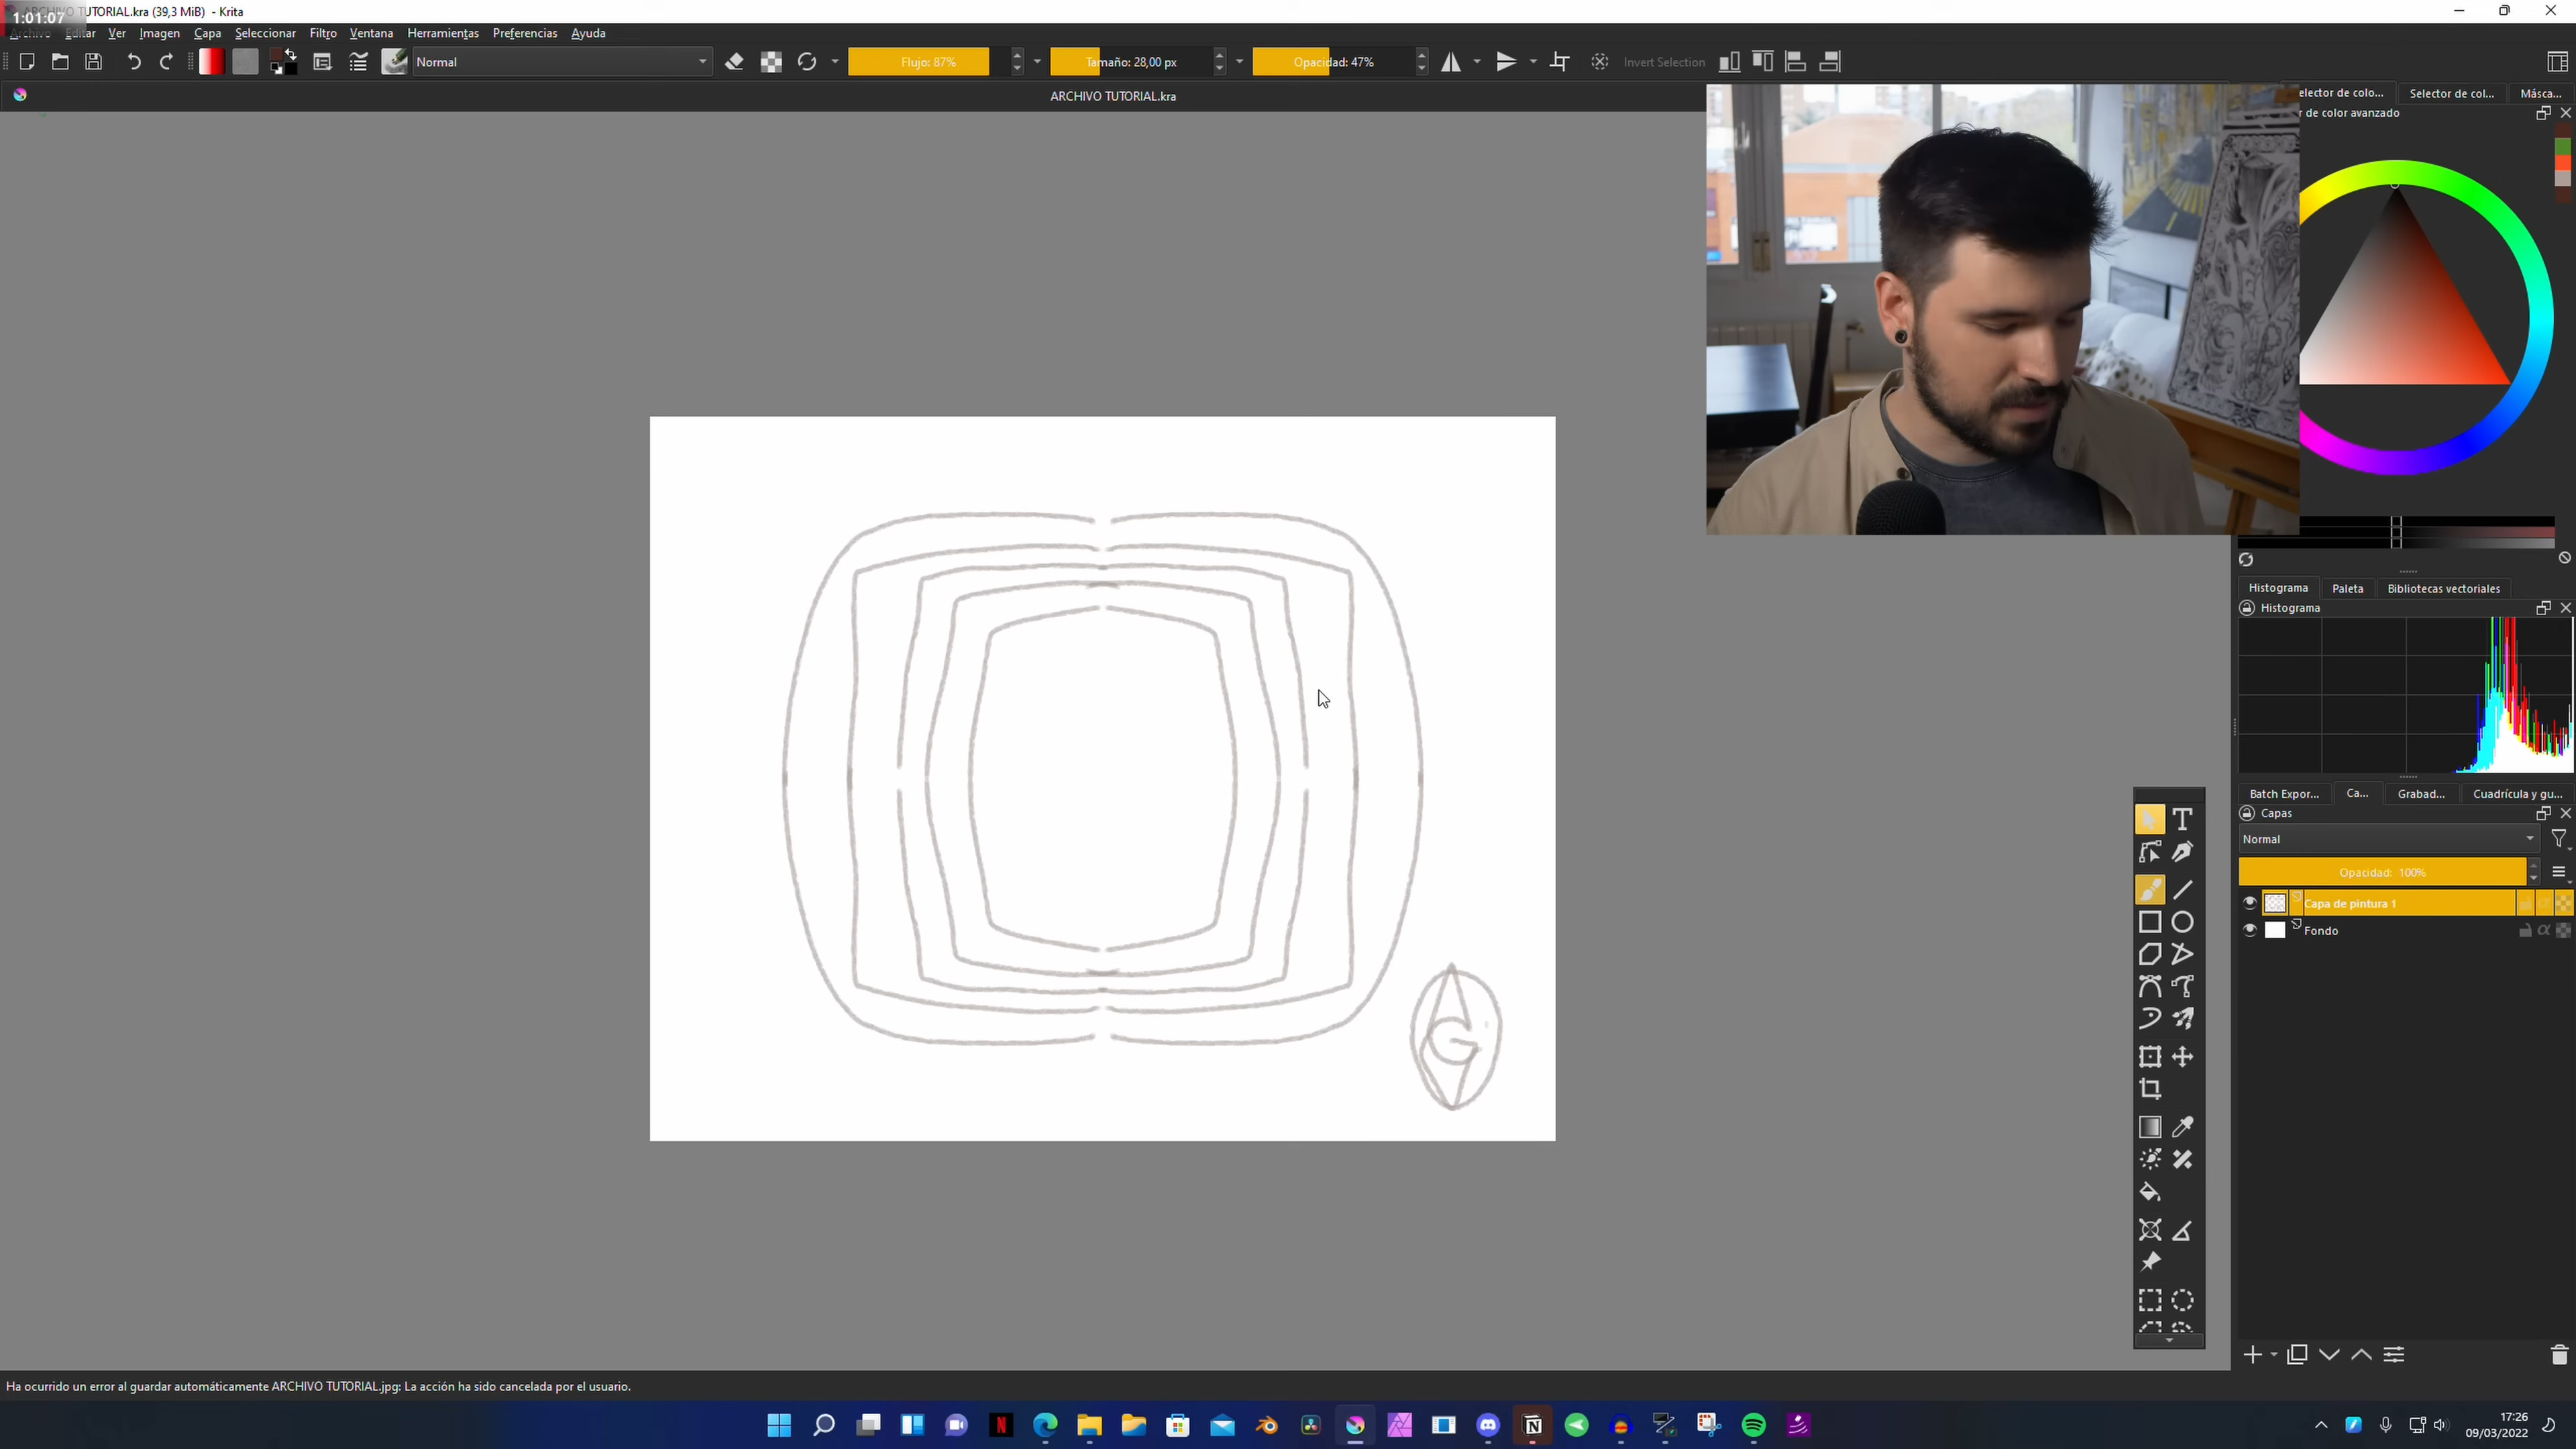 1:01:07
TUTORIAL.kra (39,3 MiB) - Krita
Archivo Editar Ver Imagen Capa Seleccionar Filtro Ventana Herramientas Preferencias Ayuda
Normal
Flujo: 87%
Tamaño: 28,00 px
Opacidad: 47%
Invert Selection
ARCHIVO TUTORIAL.kra
elector de colo...
Selector de col...
Másca...
r de color avanzado
G
Histograma
Paleta
Bibliotecas vectoriales
Histograma
Batch Expor...
Ca...
Grabad...
Cuadrícula y gu...
Capas
Normal
Opacidad: 100%
Capa de pintura 1
Fondo
Ha ocurrido un error al guardar automáticamente ARCHIVO TUTORIAL.jpg: La acción ha sido cancelada por el usuario.
17:26
09/03/2022